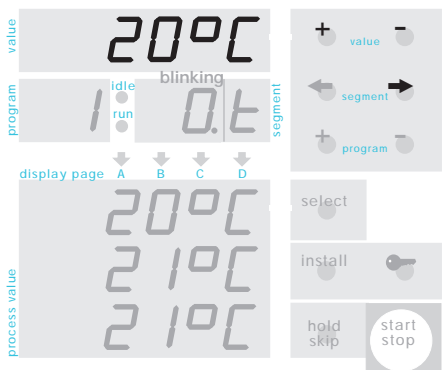 value
20°C
+ -
value
blinking
program
1
idle
run
0.t
segment
segment
+ -
program
display page A B C D
process value
20°C
21°C
21°C
select
install
hold
skip
start
stop